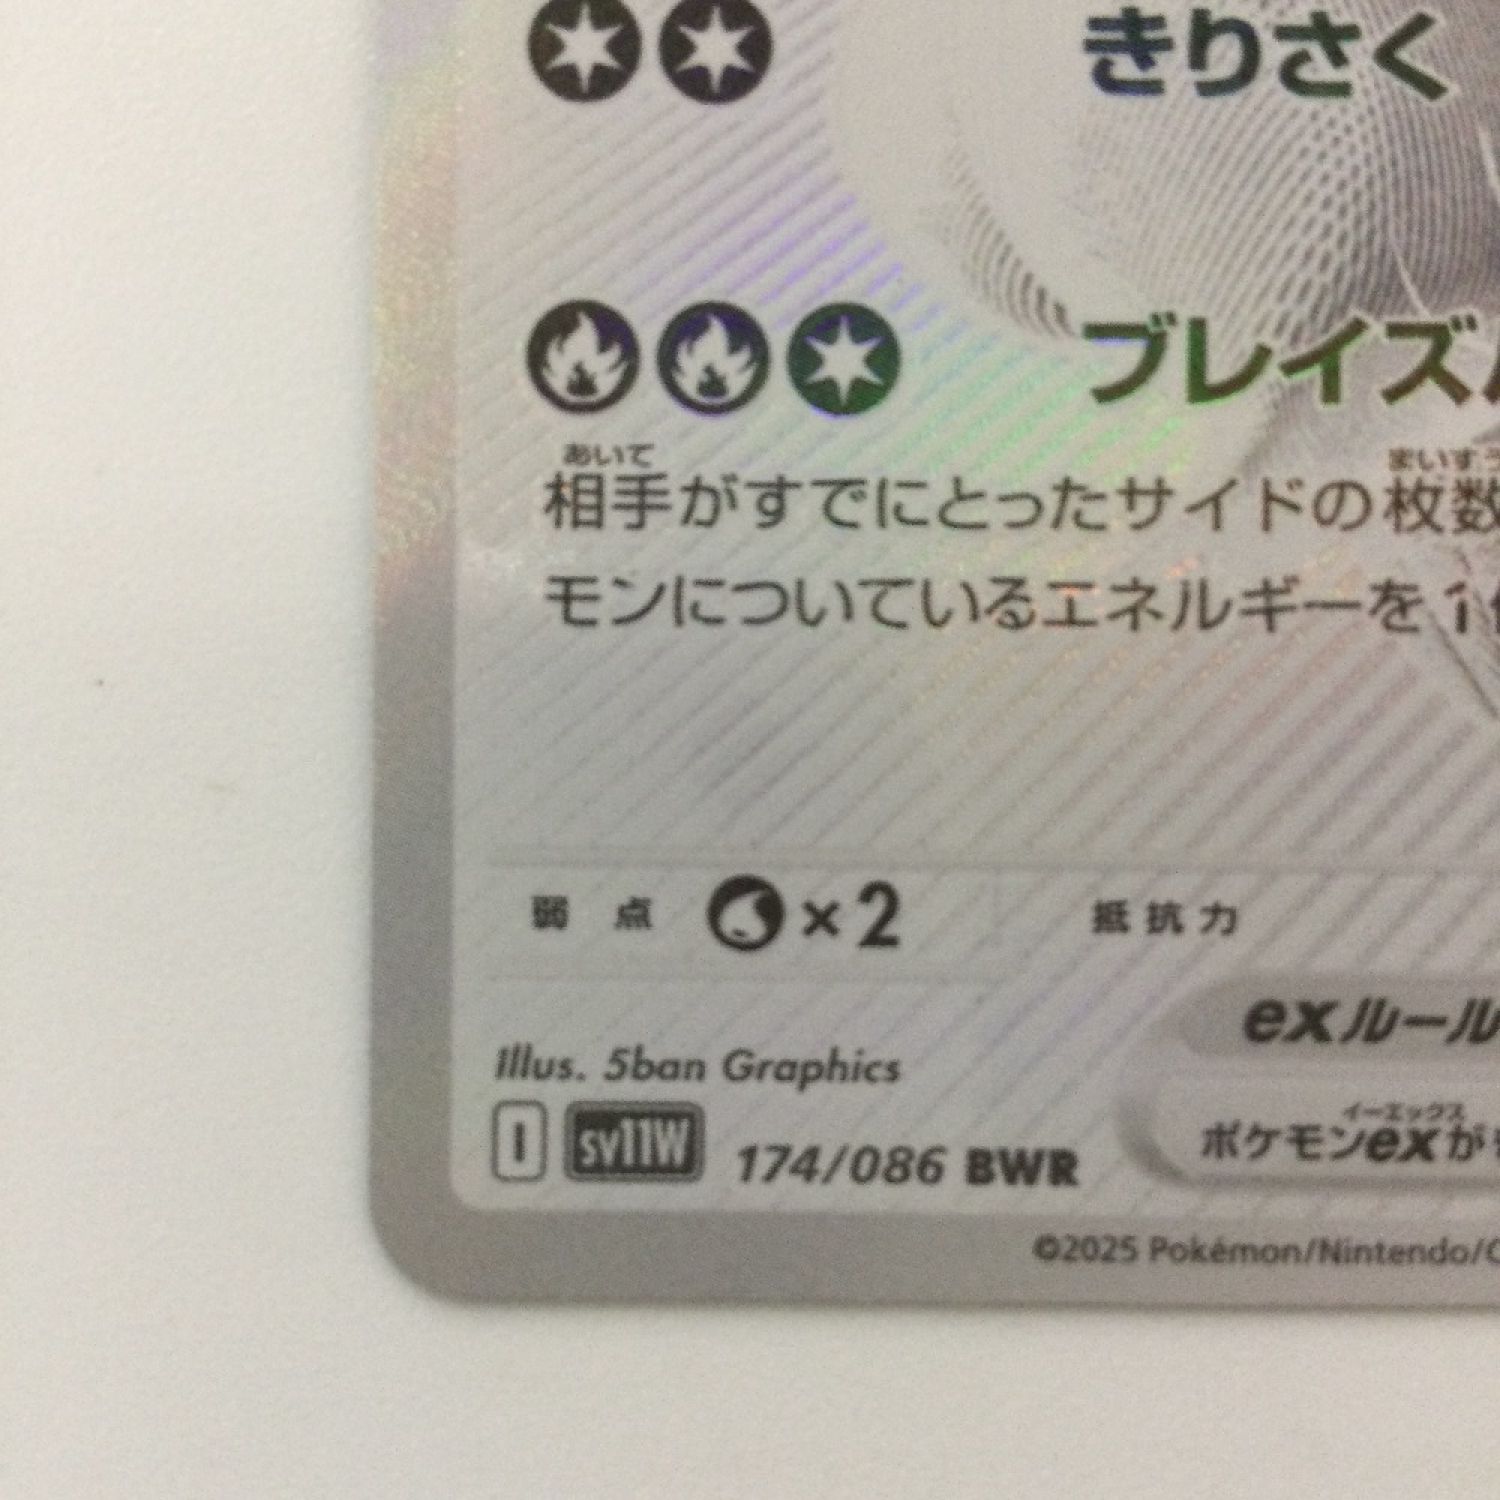 きりさく
ブレイズ
あいて まいすう
相手がすでにとったサイドの枚数
モンについているエネルギーを1
弱点 ×2 抵抗力
exルール
Illus. 5ban Graphics
イーエックス
ポケモンexが
I sv11W 174/086 BWR
©2025 Pokémon/Nintendo/